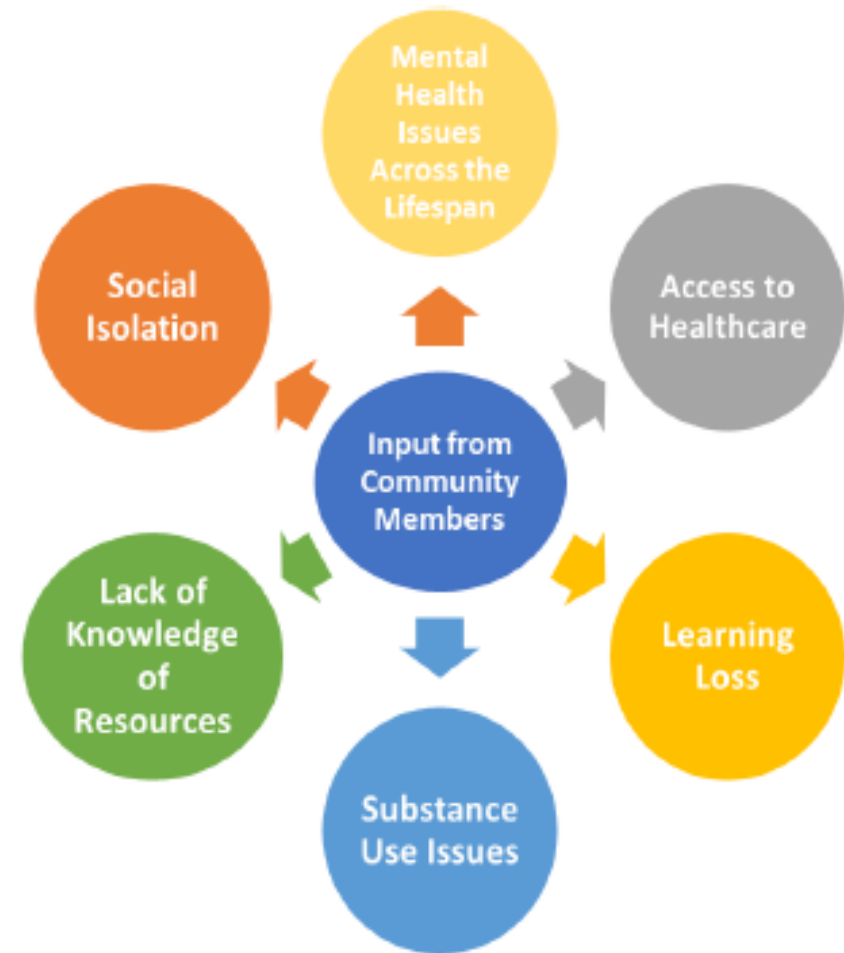 Mental
Health
Issues
Across the
Lifespan
Social
Isolation
Access to
Healthcare
Input from
Community
Members
Lack of
Knowledge
of
Resources
Learning
Loss
Substance
Use Issues